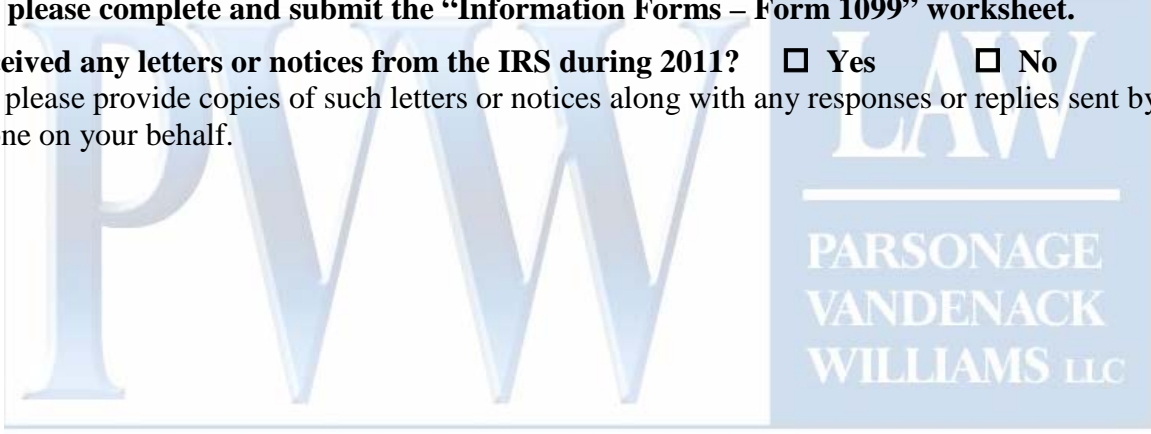 please complete and submit the “Information Forms – Form 1099” worksheet.
eived any letters or notices from the IRS during 2011? ☐ Yes ☐ No
please provide copies of such letters or notices along with any responses or replies sent by
ne on your behalf.
PVW
LAW
PARSONAGE
VANDENACK
WILLIAMS LLC